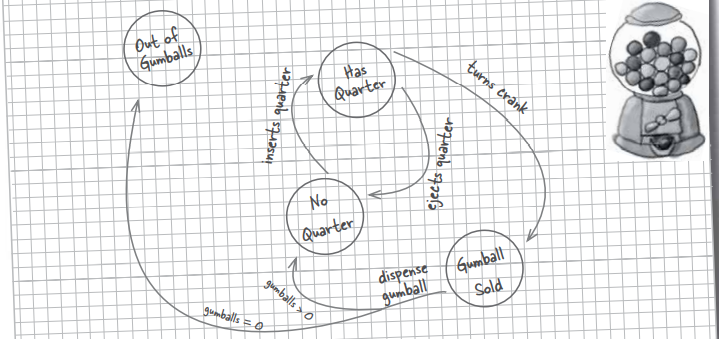 Out of
Gumballs
Has
Quarter
turns crank
inserts quarter
ejects quarter
No
Quarter
Gumball
Sold
dispense
gumball
gumballs > 0
gumballs = 0